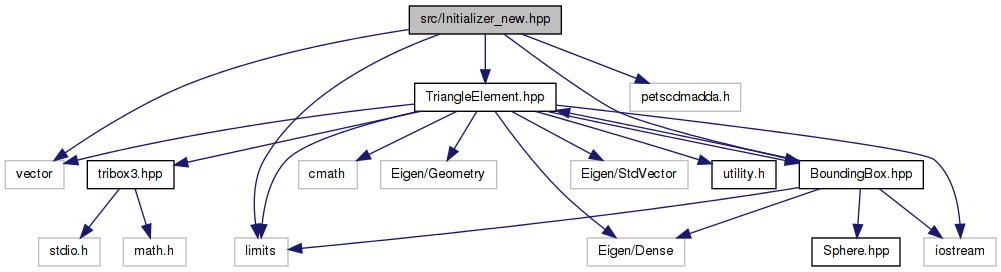 src/Initializer_new.hpp
TriangleElement.hpp
petscdmadda.h
vector
tribox3.hpp
cmath
Eigen/Geometry
Eigen/StdVector
utility.h
BoundingBox.hpp
stdio.h
math.h
limits
Eigen/Dense
Sphere.hpp
iostream